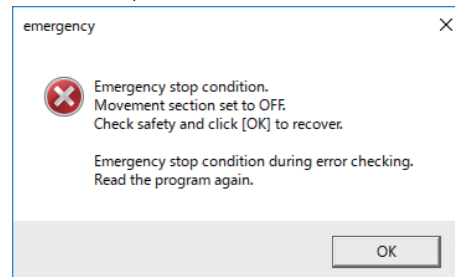 emergency
Emergency stop condition.
Movement section set to OFF.
Check safety and click [OK] to recover.
Emergency stop condition during error checking.
Read the program again.
OK